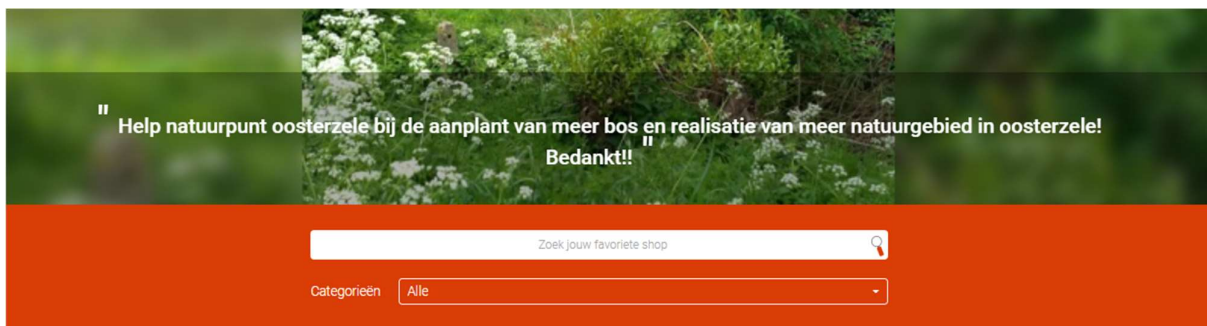 " Help natuurpunt oosterzele bij de aanplant van meer bos en realisatie van meer natuurgebied in oosterzele!
Bedankt!! "
Zoek jouw favoriete shop
Categorieën Alle